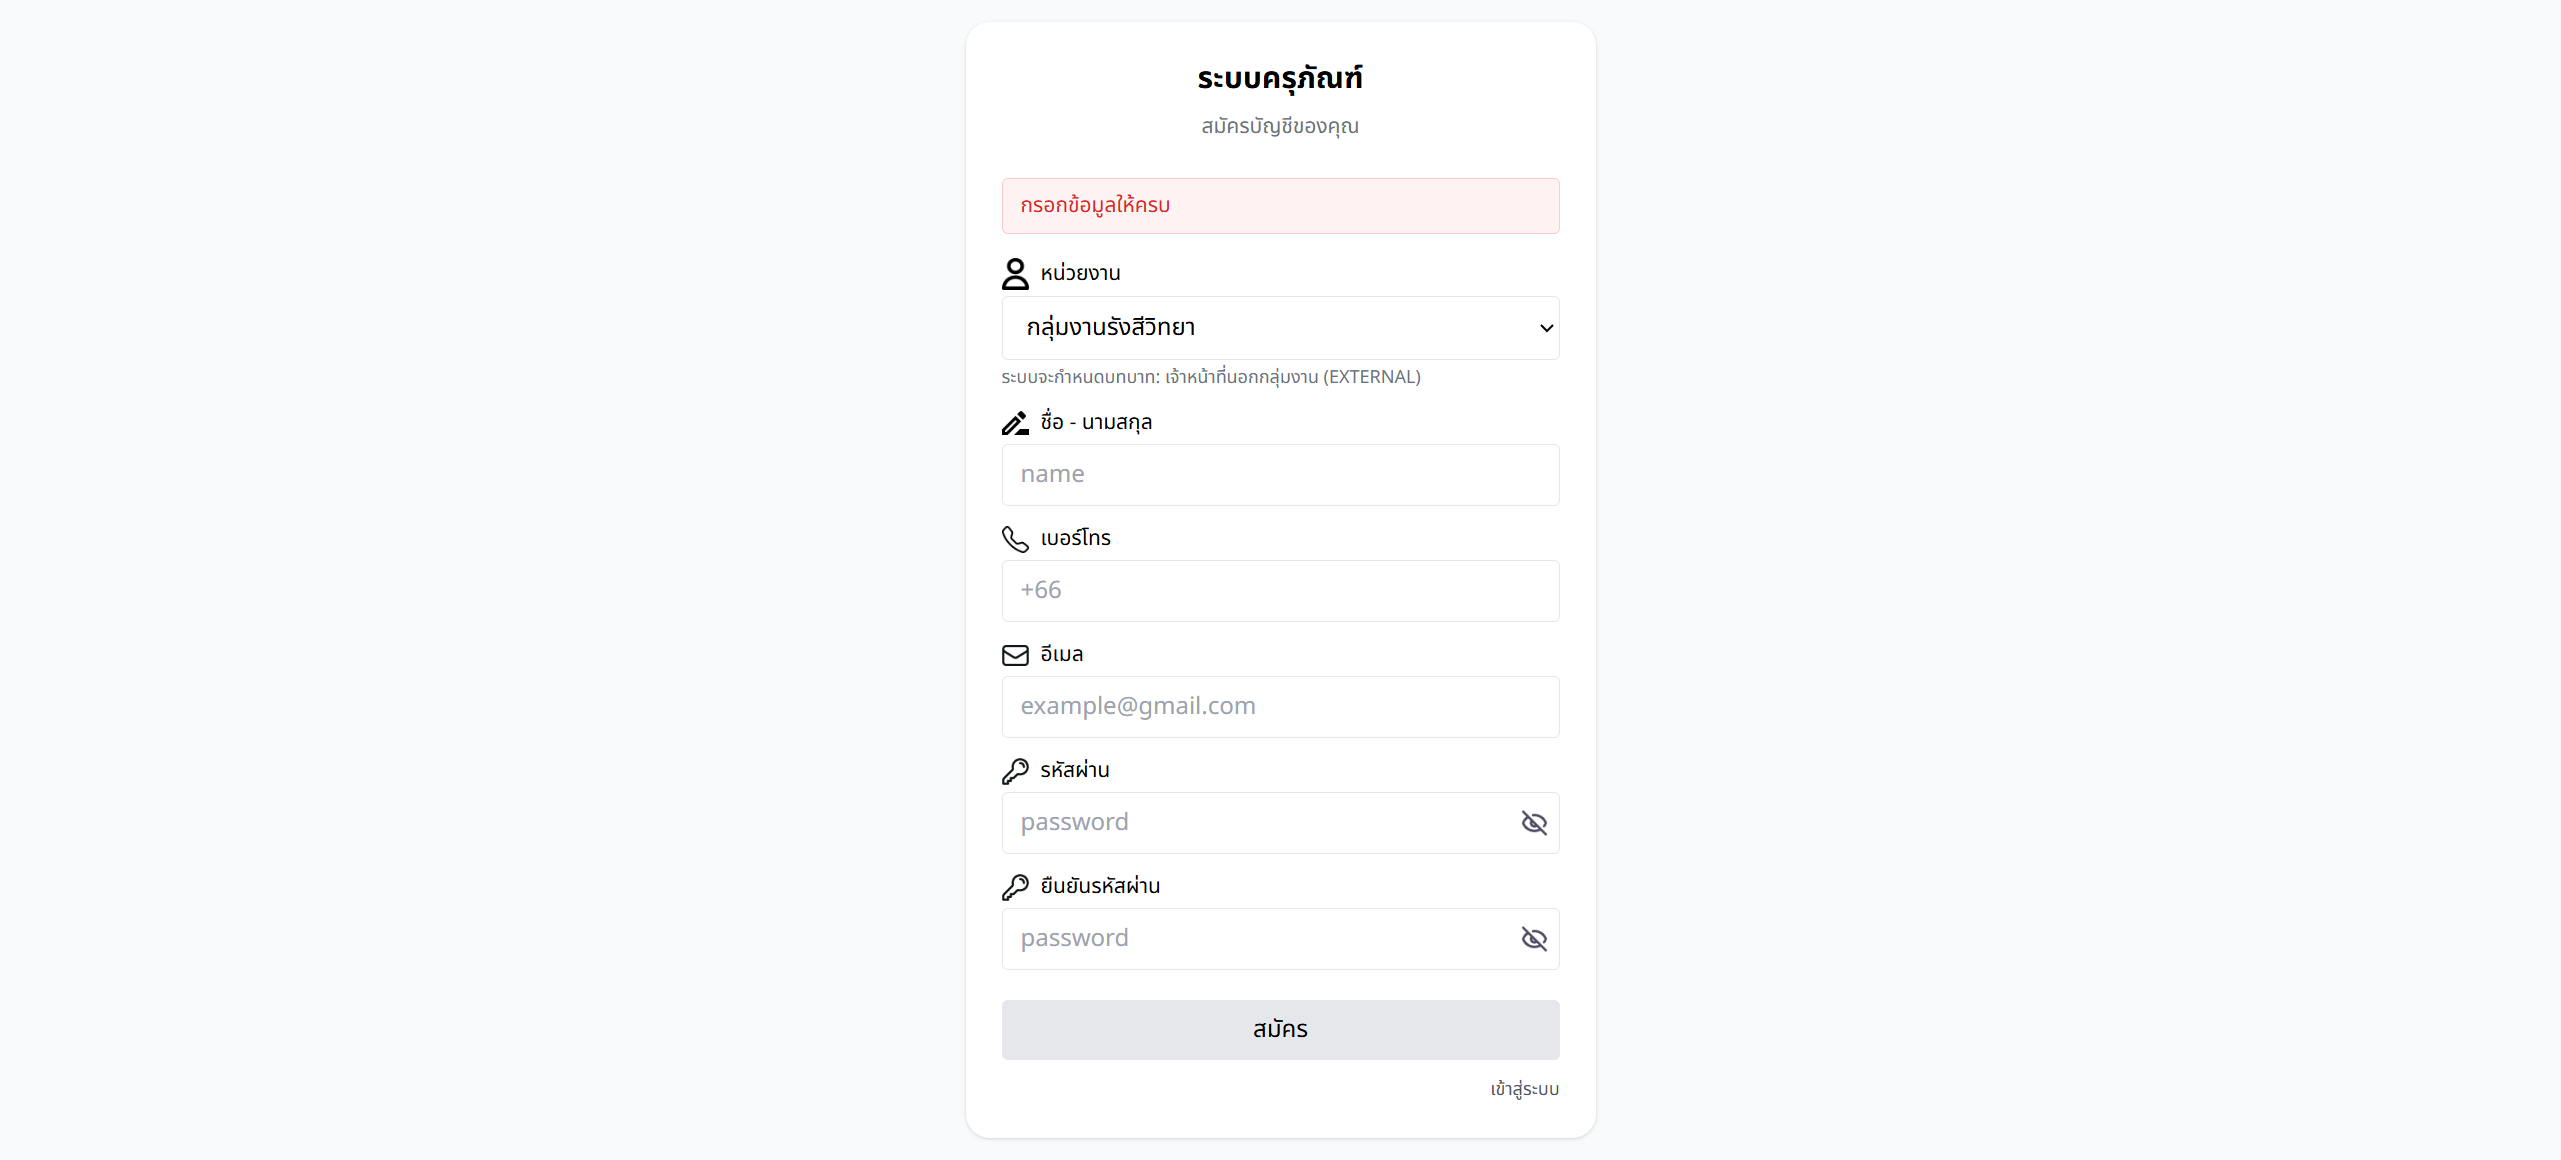 ระบบครุภัณฑ์
สมัครบัญชีของคุณ
กรอกข้อมูลให้ครบ
หน่วยงาน
กลุ่มงานรังสีวิทยา
ระบบจะกำหนดบทบาท: เจ้าหน้าที่นอกกลุ่มงาน (EXTERNAL)
ชื่อ - นามสกุล
name
เบอร์โทร
+66
อีเมล
example@gmail.com
รหัสผ่าน
password
ยืนยันรหัสผ่าน
password
สมัคร
เข้าสู่ระบบ